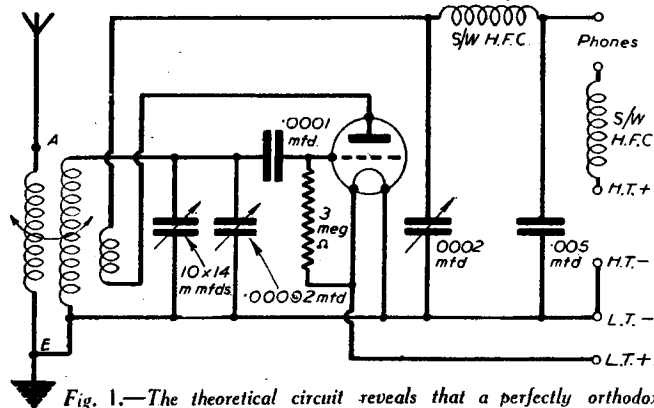 S/W H.F.C.
Phones
S/W
H.F.C
H.T.+
H.T.-
L.T.-
L.T.+
A
E
.0001
mfd.
3
meg
Ω
10x14
m mfds.
.00002 mfd
.0002
mfd
.005
mfd
Fig. 1.—The theoretical circuit reveals that a perfectly orthodox